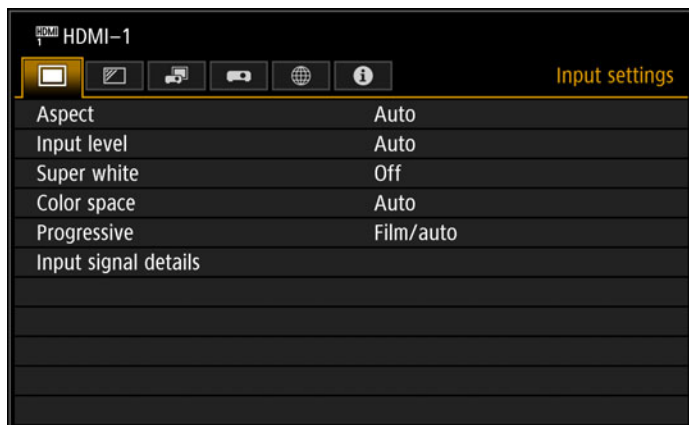 HDMI 1 HDMI-1
Input settings
Aspect Auto
Input level Auto
Super white Off
Color space Auto
Progressive Film/auto
Input signal details